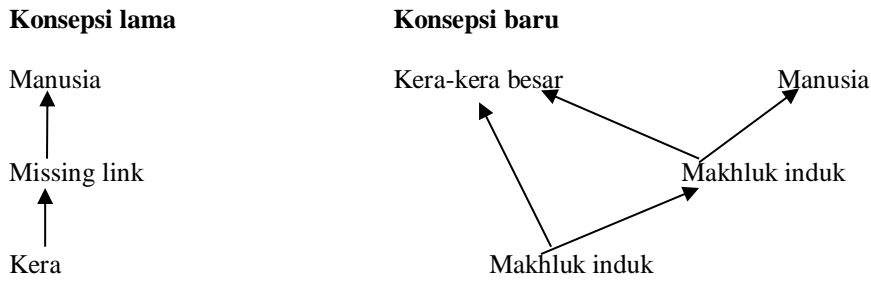 Konsepsi lama Konsepsi baru
Manusia Kera-kera besar Manusia
Missing link Makhluk induk
Kera Makhluk induk